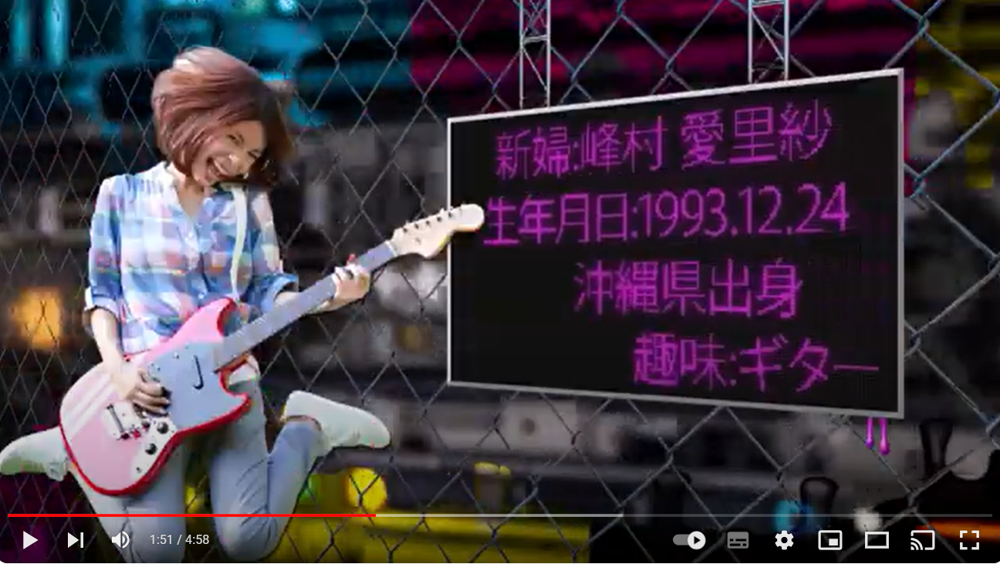 新婦:峰村 愛里紗
生年月日:1993.12.24
沖縄県出身
趣味:ギター
1:51 / 4:58